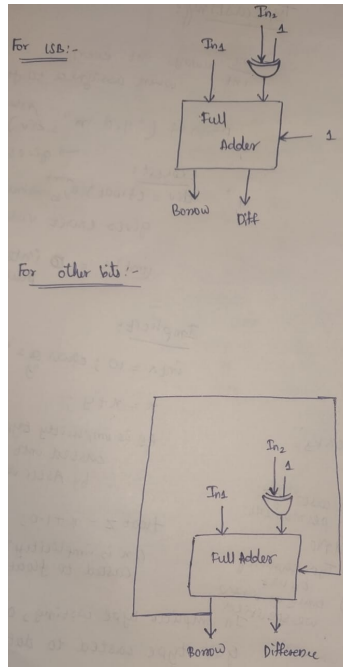 In₂
1
For LSB:-
In1
Full
Adder
1
Borrow
Diff
For other bits:-
In₂
1
In1
Full Adder
Borrow
Difference